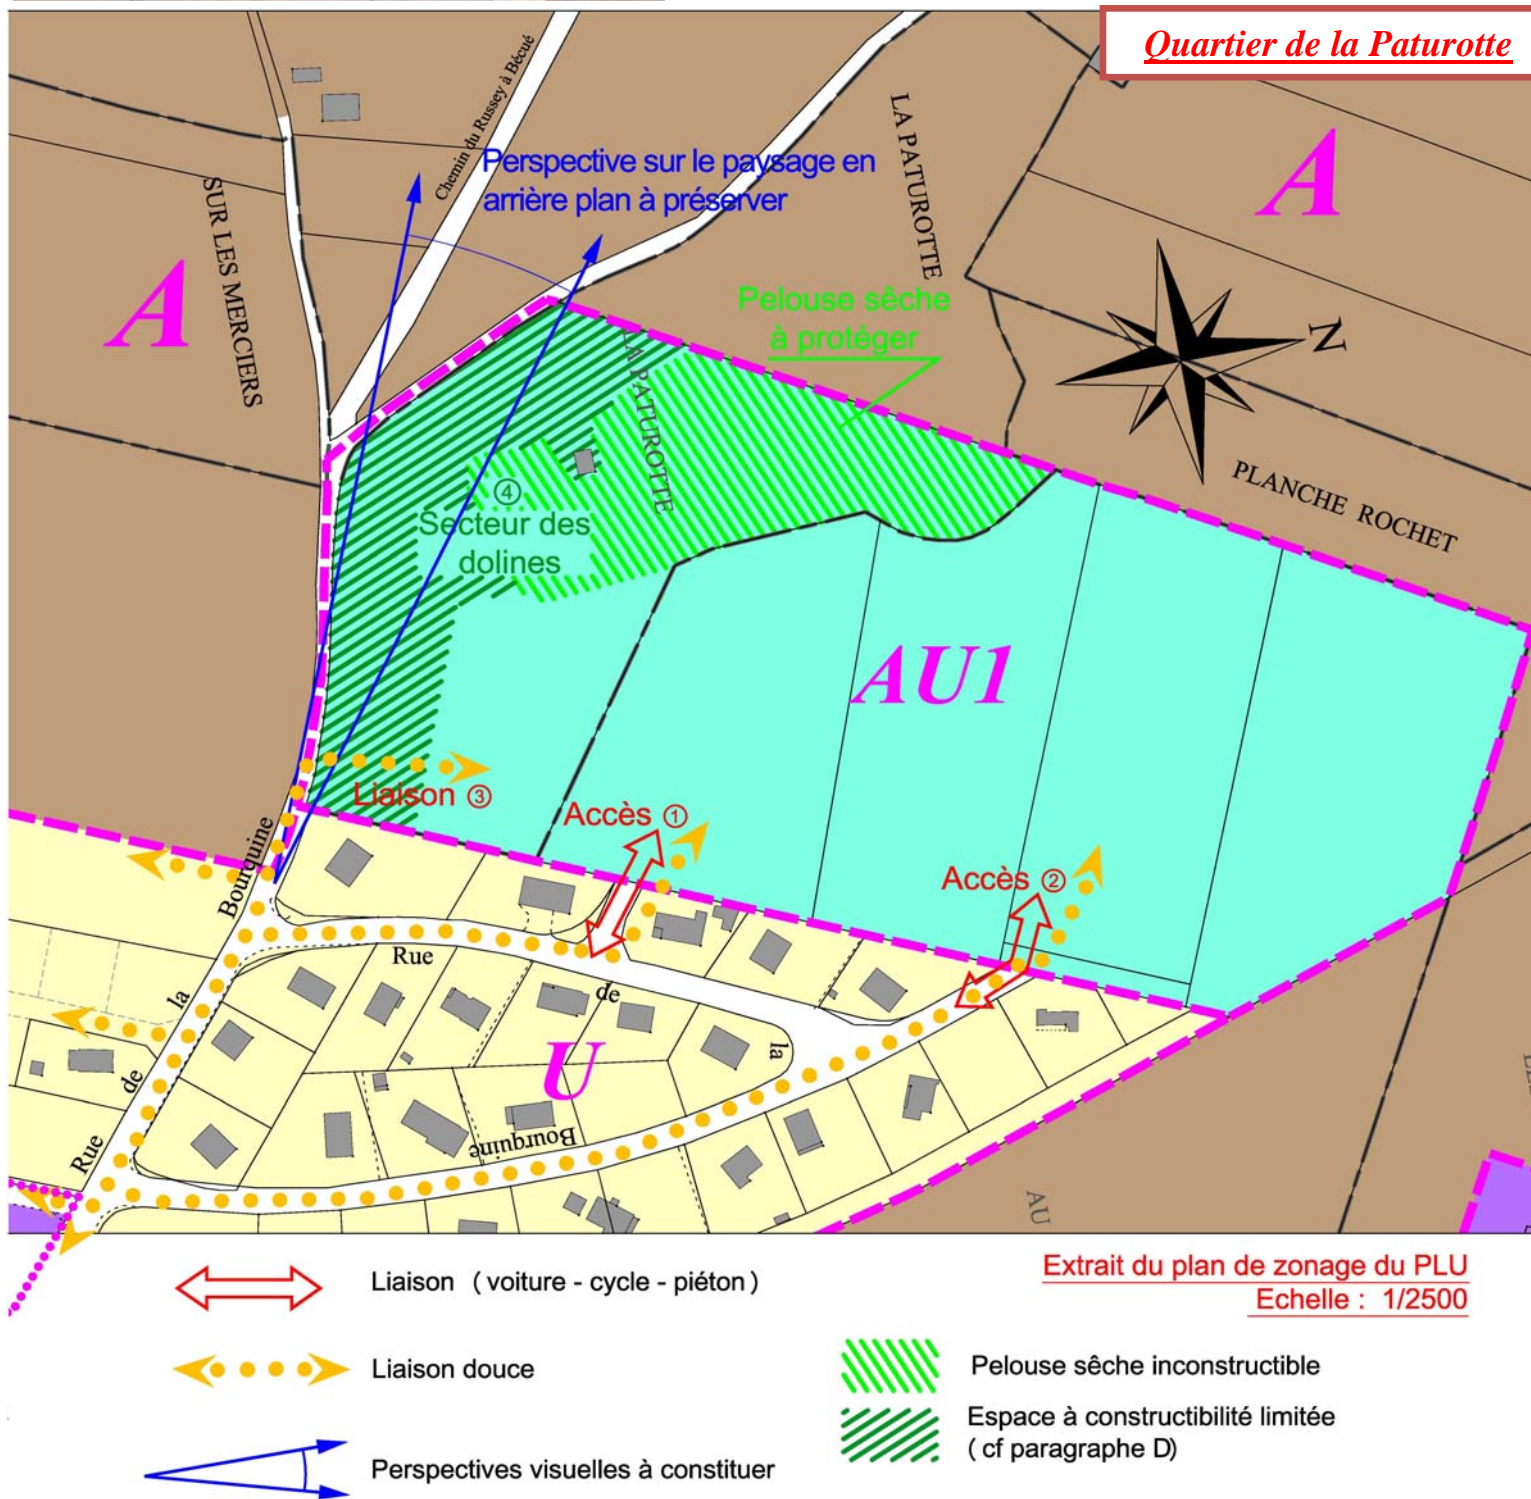 Quartier de la Paturotte
Chemin du Russey à Bécué
Perspective sur le paysage en
arrière plan à préserver
LA PATUROTTE
A
SUR LES MERCIERS
A
Pelouse sêche
à protéger
N
LA PATUROTTE
PLANCHE ROCHET
④
Secteur des
dolines
AU1
Liaison ③
Accès ①
Accès ②
Rue de la Bourquine
Rue de la Bourquine
U
AU
Liaison ( voiture - cycle - piéton )
Liaison douce
Perspectives visuelles à constituer
Extrait du plan de zonage du PLU
Echelle : 1/2500
Pelouse sêche inconstructible
Espace à constructibilité limitée
( cf paragraphe D)